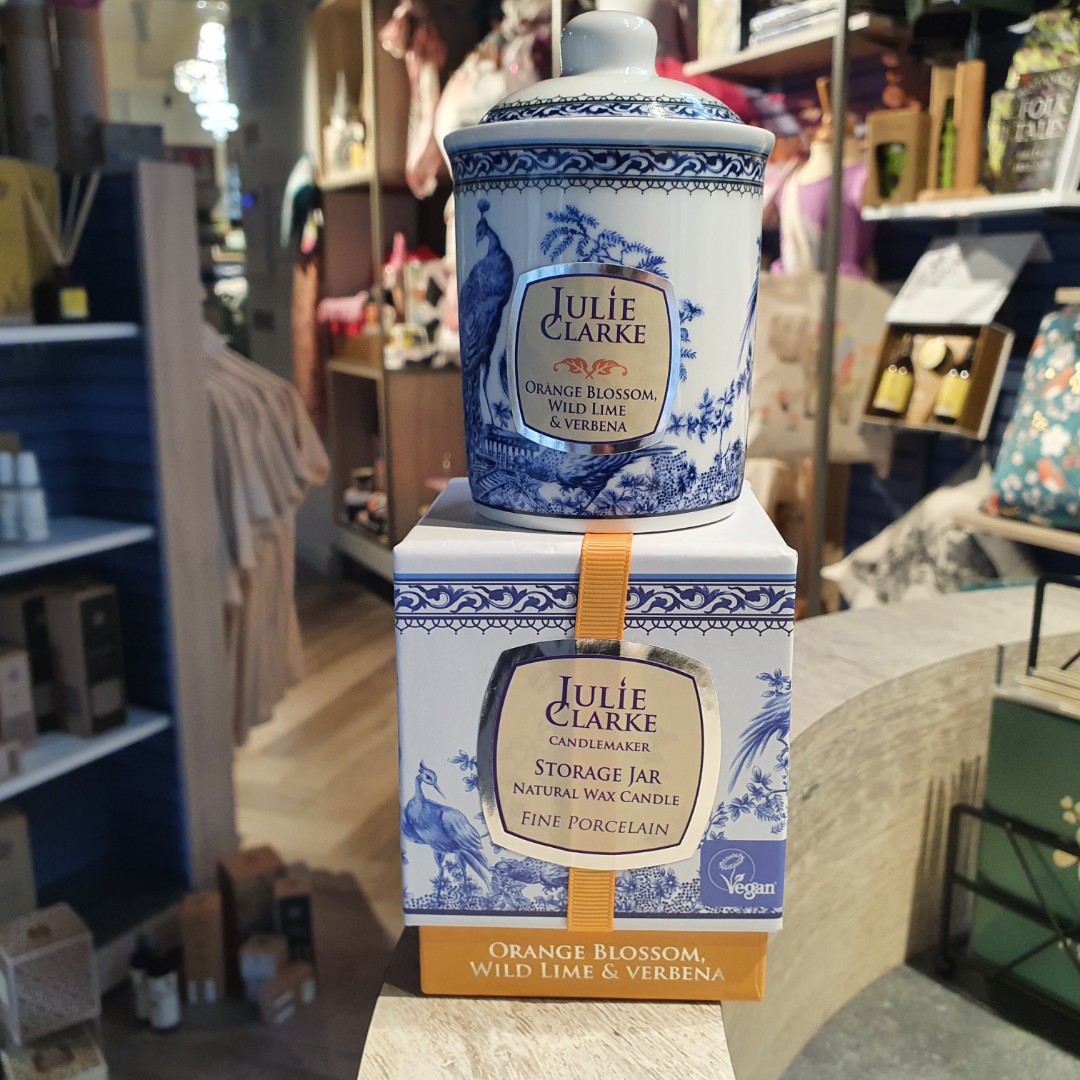 JULIE
CLARKE
ORANGE BLOSSOM,
WILD LIME
& VERBENA
JULIE
CLARKE
CANDLEMAKER
STORAGE JAR
NATURAL WAX CANDLE
FINE PORCELAIN
Vegan
ORANGE BLOSSOM,
WILD LIME & VERBENA
FOLK
TALES